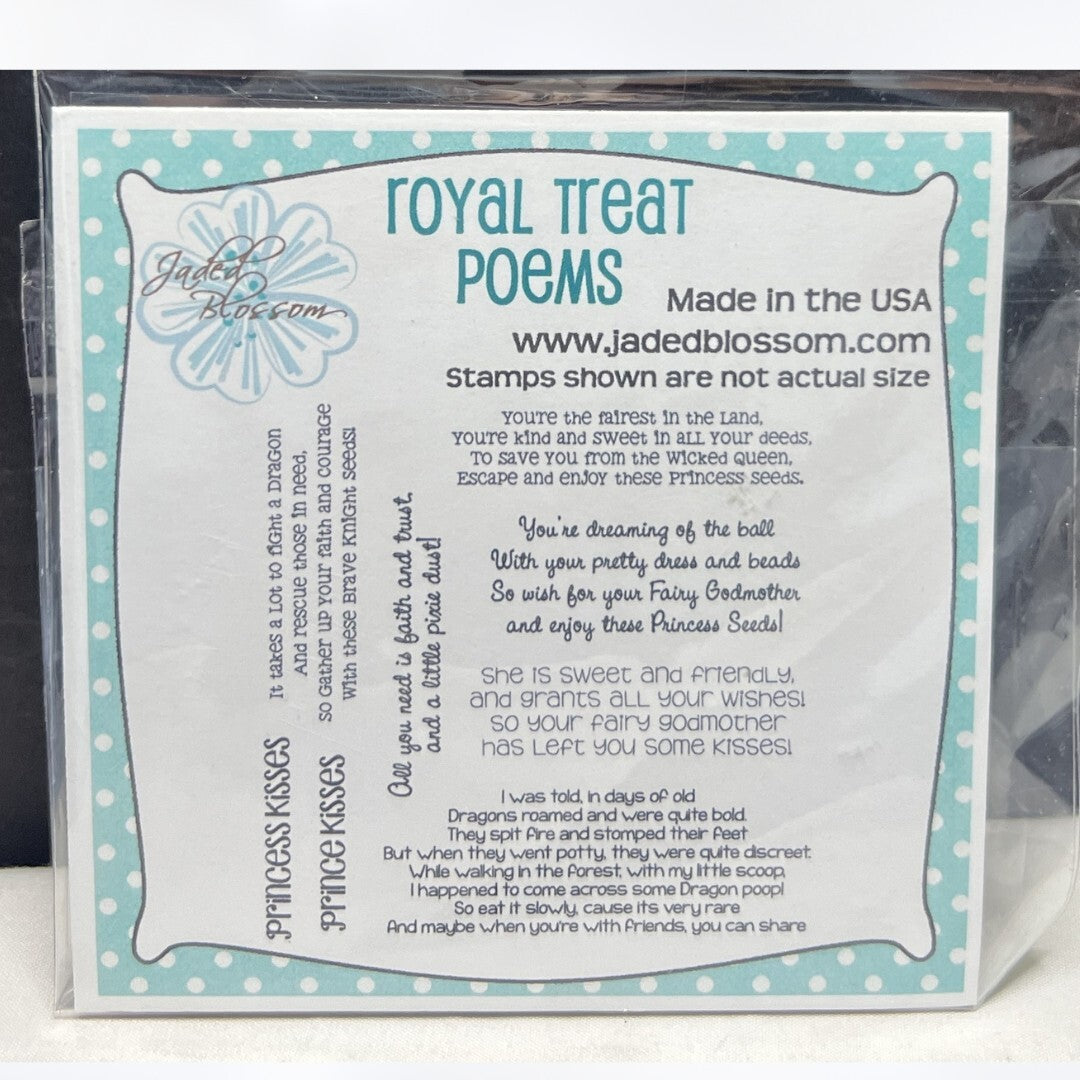 Jaded
Blossom
Royal Treat
Poems
Made in the USA
www.jadedblossom.com
Stamps shown are not actual size
You're the fairest in the Land,
You're kind and sweet in all your deeds,
To save you from the Wicked Queen,
Escape and enjoy these Princess Seeds.
You're dreaming of the ball
With your pretty dress and beads
So wish for your Fairy Godmother
and enjoy these Princess Seeds!
She is sweet and friendly,
and grants all your wishes!
So your fairy godmother
has left you some kisses!
I was told, in days of old
Dragons roamed and were quite bold.
They spit fire and stomped their feet
But when they went potty, they were quite discreet.
While walking in the forest, with my little scoop,
I happened to come across some Dragon poop!
So eat it slowly, cause its very rare
And maybe when you're with friends, you can share
It takes a lot to fight a Dragon
And rescue those in need,
So Gather up your faith and courage
With these Brave Knight Seeds!
All you need is faith and trust,
and a little pixie dust!
Princess Kisses
Prince Kisses